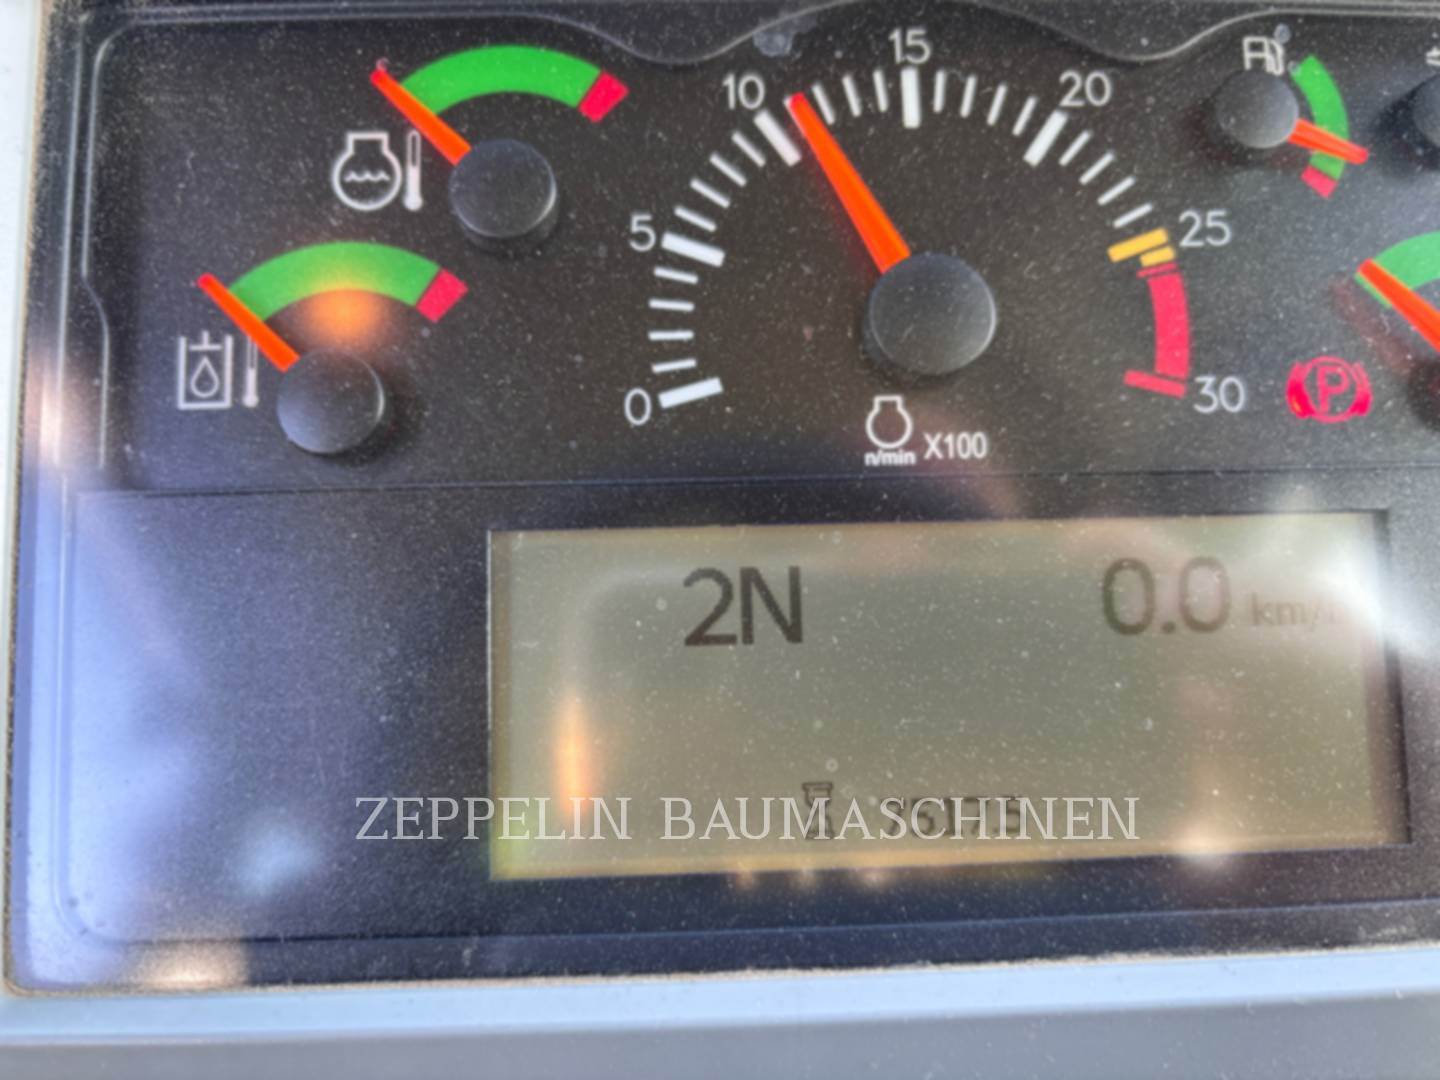 0
5
10
15
20
25
30
n/min X100
P
2N 0.0 km/h
ZEPPELIN BAUMASCHINEN